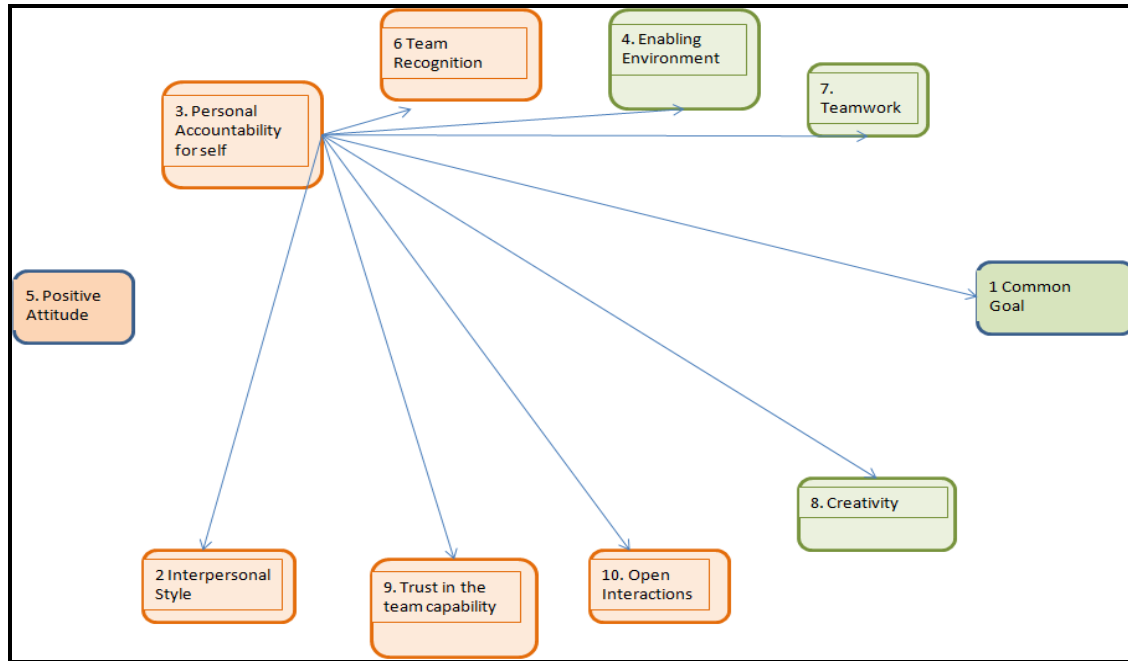 6 Team
Recognition
4. Enabling
Environment
7.
Teamwork
3. Personal
Accountability
for self
5. Positive
Attitude
1 Common
Goal
8. Creativity
2 Interpersonal
Style
9. Trust in the
team capability
10. Open
Interactions